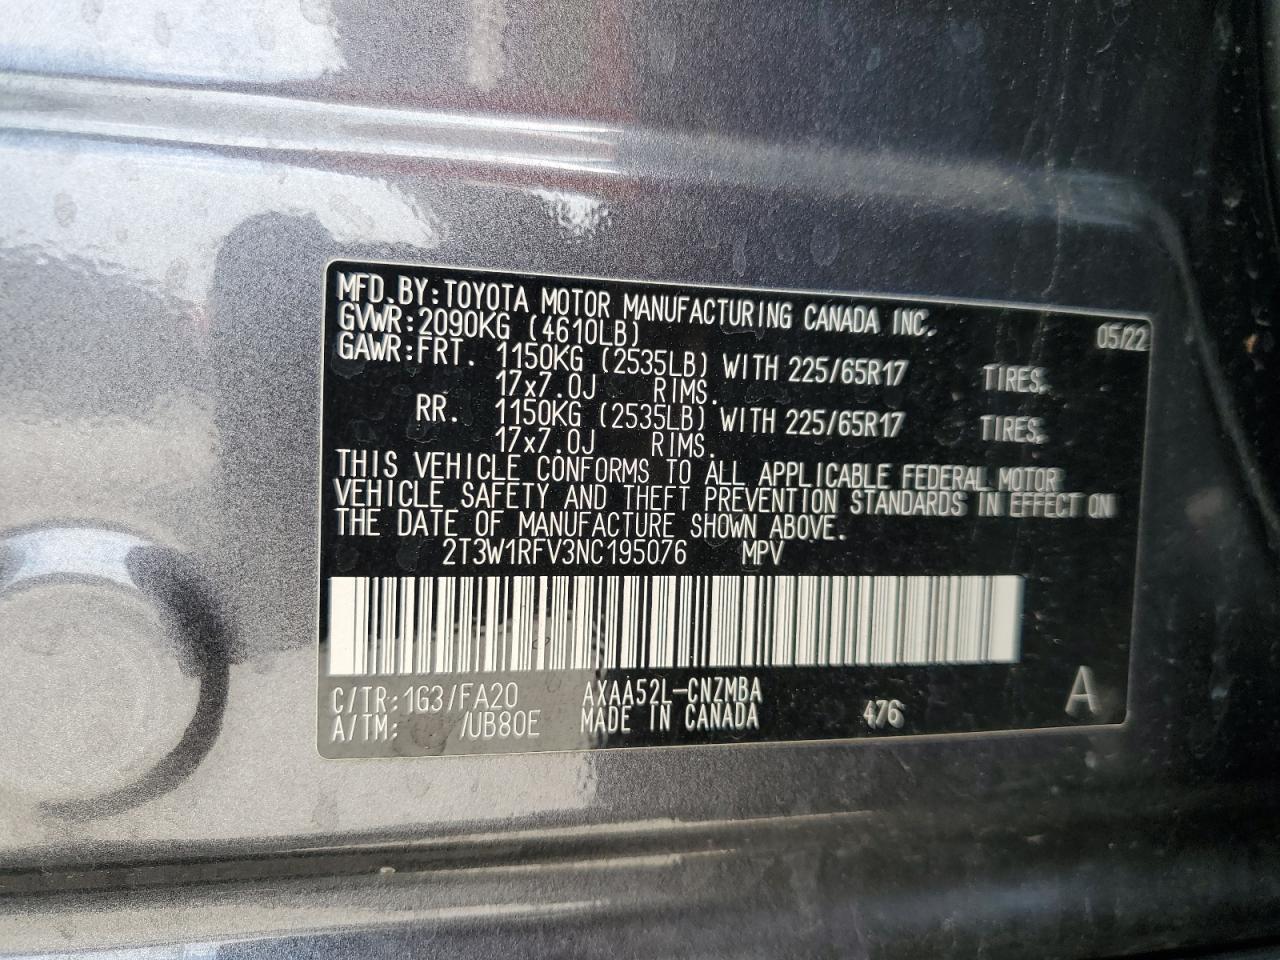 MFD.BY:TOYOTA MOTOR MANUFACTURING CANADA INC. 05/22
GVWR:2090KG (4610LB)
GAWR:FRT. 1150KG (2535LB) WITH 225/65R17 TIRES,
17x7.0J RIMS.
RR. 1150KG (2535LB) WITH 225/65R17 TIRES,
17x7.0J RIMS.
THIS VEHICLE CONFORMS TO ALL APPLICABLE FEDERAL MOTOR
VEHICLE SAFETY AND THEFT PREVENTION STANDARDS IN EFFECT ON
THE DATE OF MANUFACTURE SHOWN ABOVE.
2T3W1RFV3NC195076 MPV
C/TR:1G3/FA20 AXAA52L-CNZMBA
A/TM: /UB80E MADE IN CANADA 476 A